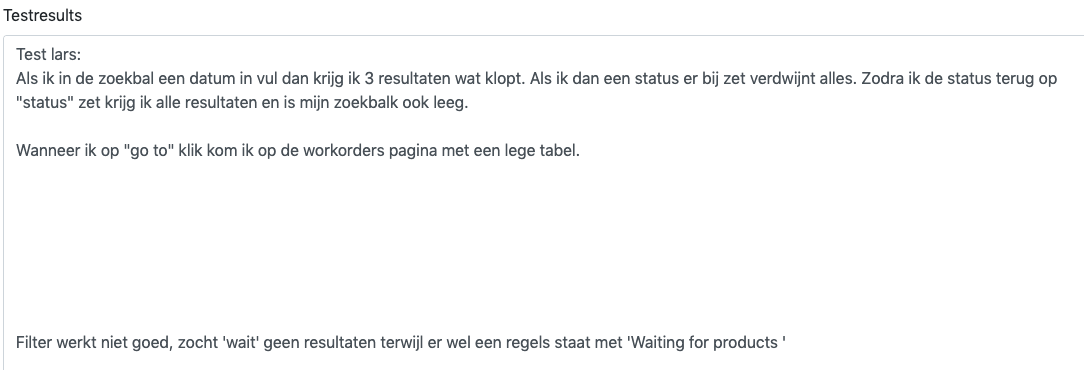 Testresults
Test lars:
Als ik in de zoekbal een datum in vul dan krijg ik 3 resultaten wat klopt. Als ik dan een status er bij zet verdwijnt alles. Zodra ik de status terug op
"status" zet krijg ik alle resultaten en is mijn zoekbalk ook leeg.
Wanneer ik op "go to" klik kom ik op de workorders pagina met een lege tabel.
Filter werkt niet goed, zocht 'wait' geen resultaten terwijl er wel een regels staat met 'Waiting for products '